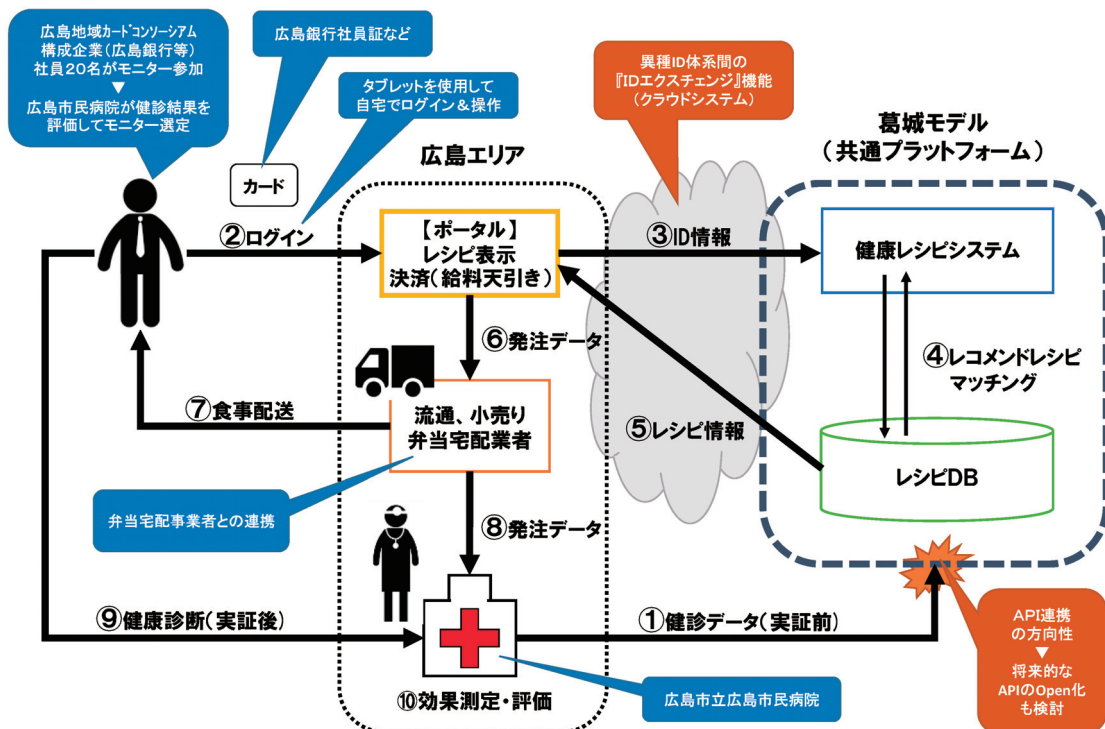 広島地域カードコンソーシアム
構成企業(広島銀行等)
社員20名がモニター参加
▼
広島市民病院が健診結果を
評価してモニター選定
広島銀行社員証など
タブレットを使用して
自宅でログイン&操作
異種ID体系間の
『IDエクスチェンジ』機能
(クラウドシステム)
カード
広島エリア
葛城モデル
(共通プラットフォーム)
②ログイン
【ポータル】
レシピ表示
決済(給料天引き)
③ID情報
健康レシピシステム
⑥発注データ
④レコメンドレシピ
マッチング
⑦食事配送
流通、小売り
弁当宅配業者
⑤レシピ情報
レシピDB
弁当宅配事業者との連携
⑧発注データ
⑨健康診断(実証後)
①健診データ(実証前)
⑩効果測定・評価
広島市立広島市民病院
API連携
の方向性
▼
将来的な
APIのOpen化
も検討